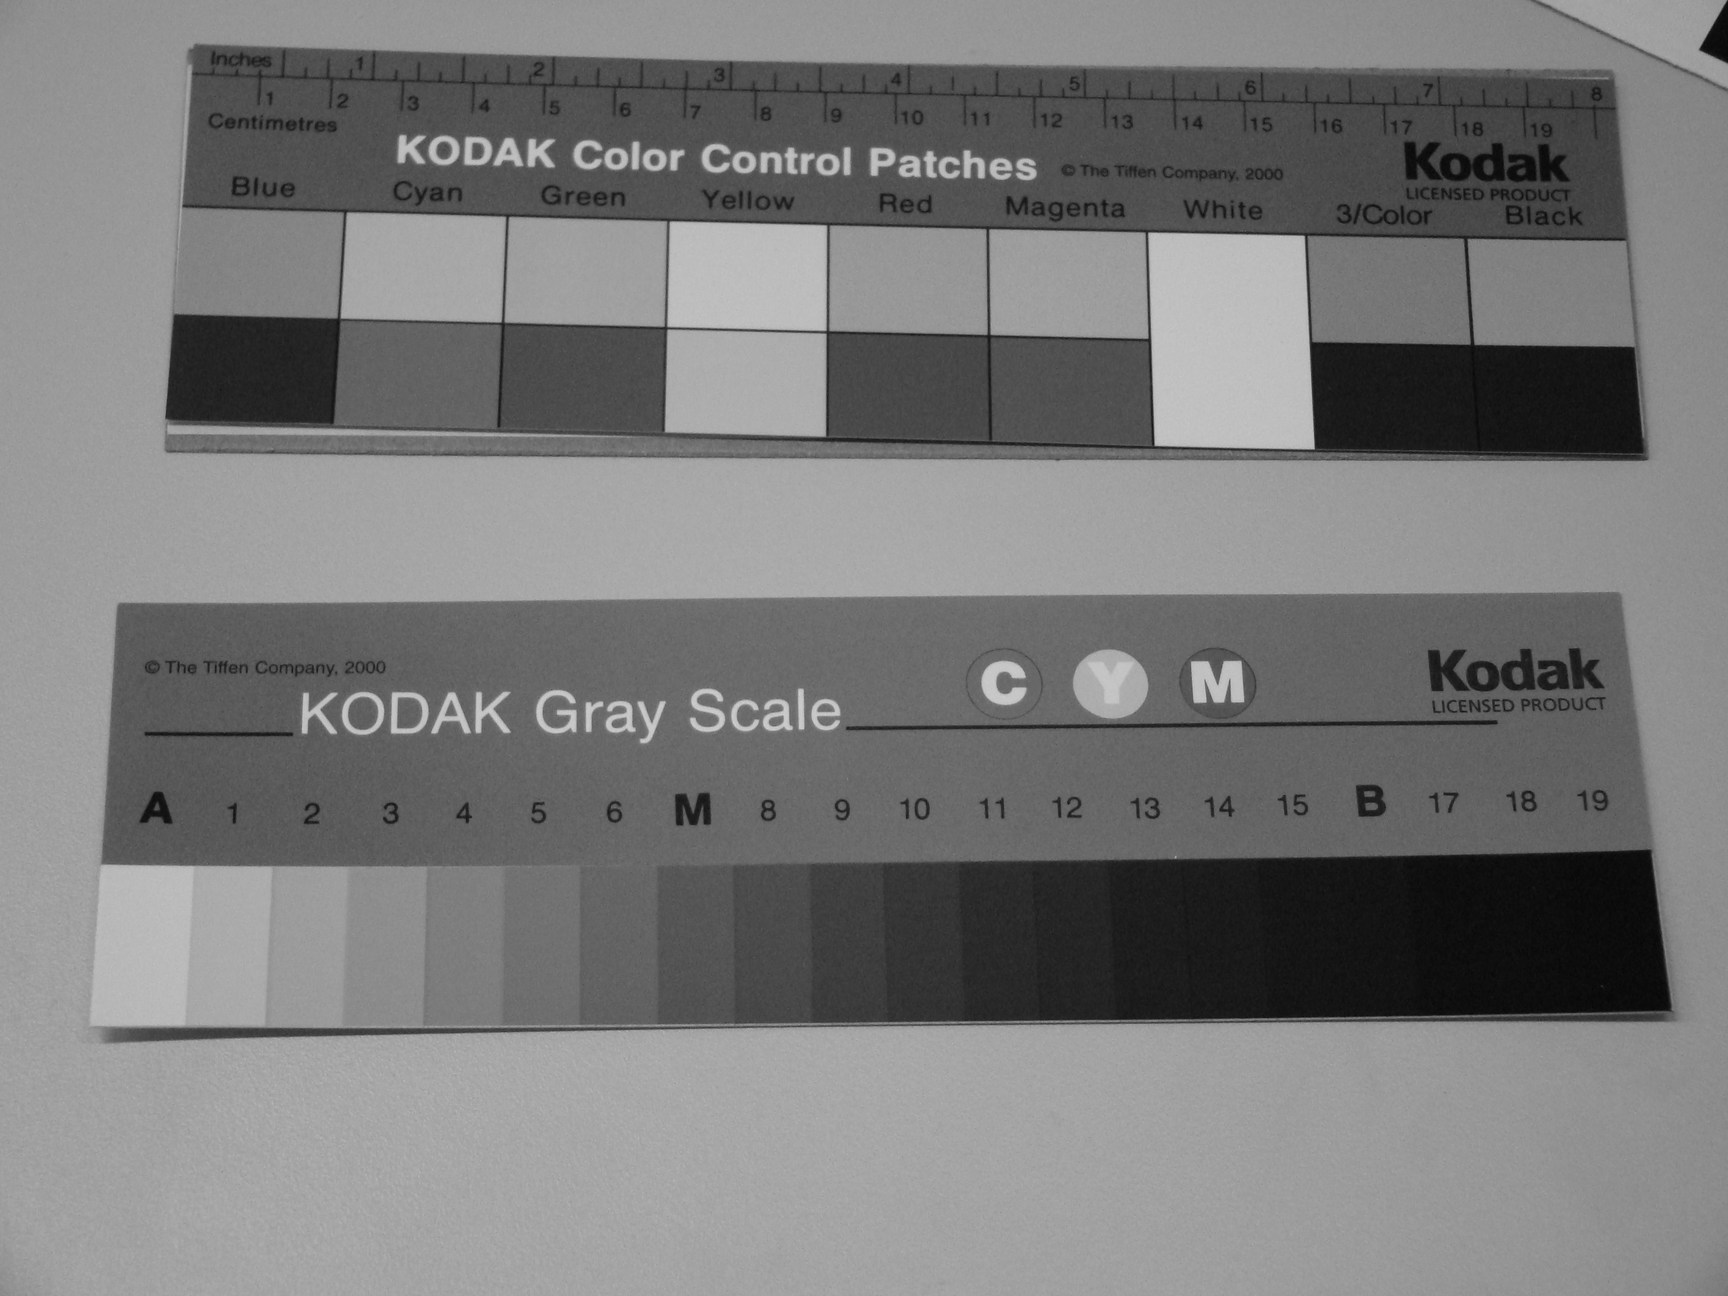 Inches 1 2 3 4 5 6 7 8
1 2 3 4 5 6 7 8 9 10 11 12 13 14 15 16 17 18 19
Centimetres
KODAK Color Control Patches © The Tiffen Company, 2000 Kodak
LICENSED PRODUCT
Blue Cyan Green Yellow Red Magenta White 3/Color Black
© The Tiffen Company, 2000
KODAK Gray Scale C Y M Kodak
LICENSED PRODUCT
A 1 2 3 4 5 6 M 8 9 10 11 12 13 14 15 B 17 18 19